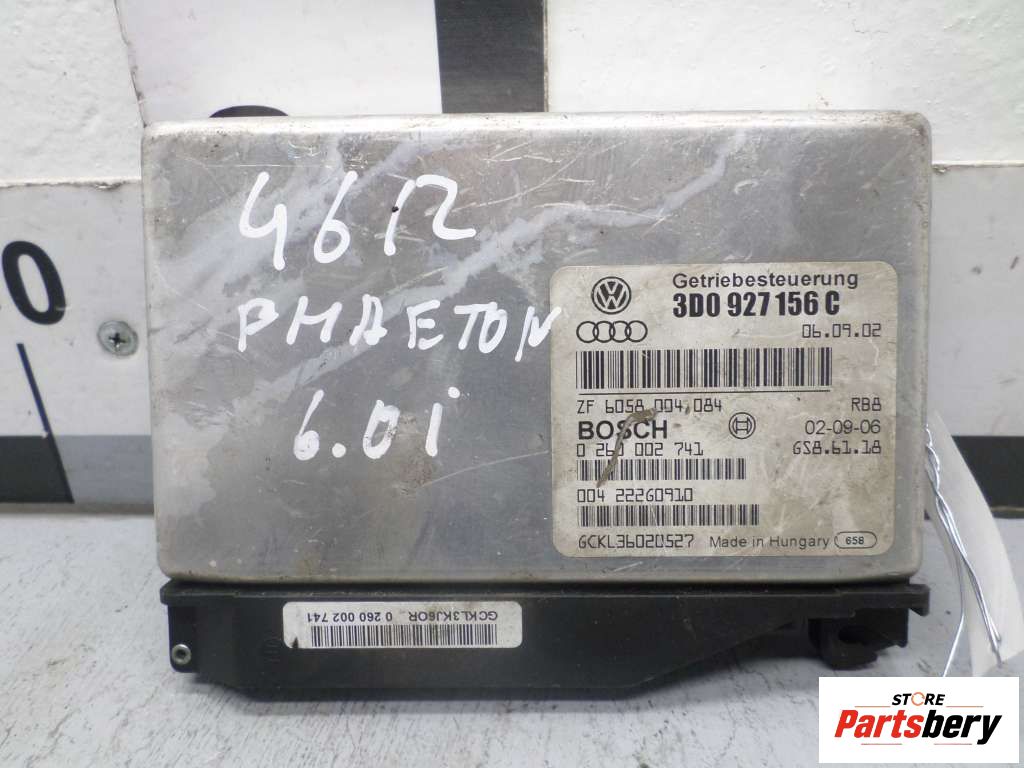 0
4612
PHAETON
6.0i
Getriebesteuerung
3D0 927 156 C
06.09.02
ZF 6058 004 084 RB8
BOSCH 02-09-06
0 260 002 741 GS8.61.18
004 22260910
GCKL36020527 Made in Hungary 658
GCKL3KJ6OR 0 260 002 741
STORE
Partsbery